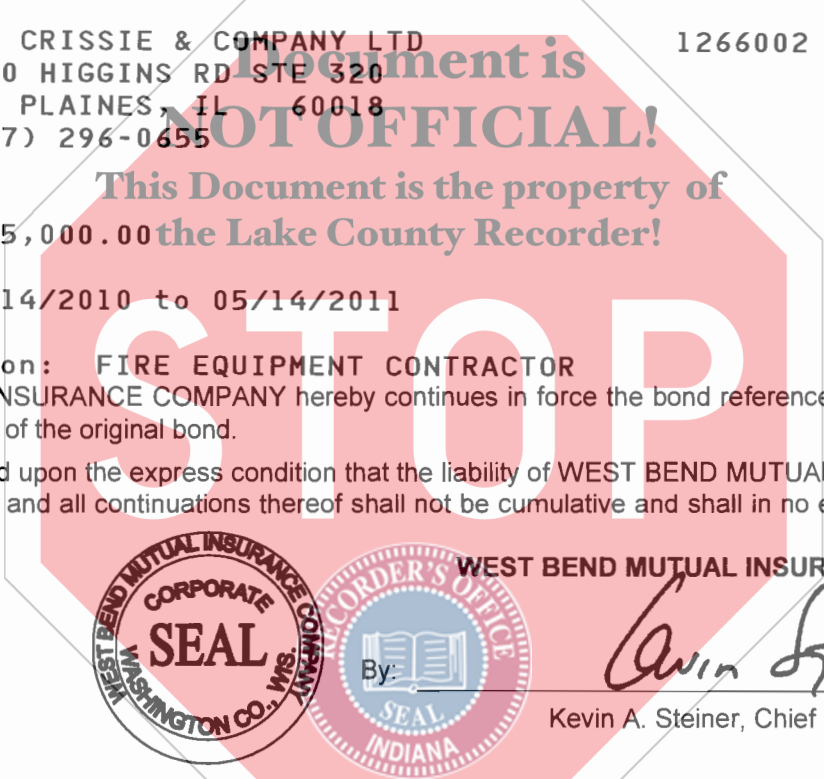 CRISSIE & COMPANY LTD 1266002
0 HIGGINS RD STE 320
PLAINES, IL 60018
7) 296-0655
Document is
NOT OFFICIAL!
This Document is the property of
the Lake County Recorder!
5,000.00
14/2010 to 05/14/2011
STOP
on: FIRE EQUIPMENT CONTRACTOR
NSURANCE COMPANY hereby continues in force the bond reference
of the original bond.
d upon the express condition that the liability of WEST BEND MUTUAL
and all continuations thereof shall not be cumulative and shall in no e
WEST BEND MUTUAL INSURANCE COMPANY
CORPORATE
SEAL
WASHINGTON CO., WIS.
CORDER'S OFFICE
SEAL
INDIANA
WEST BEND MUTUAL INSUR
By:
Kevin A. Steiner, Chief